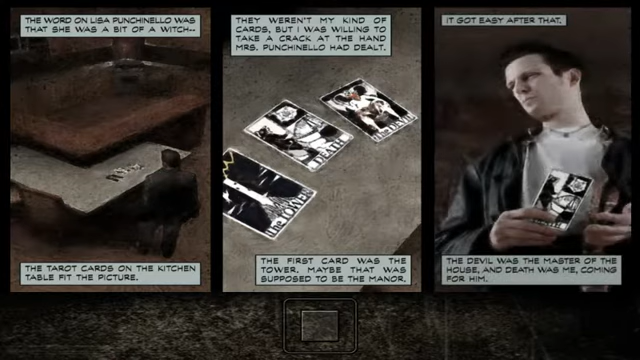 THE WORD ON LISA PUNCHINELLO WAS
THAT SHE WAS A BIT OF A WITCH--
THE TAROT CARDS ON THE KITCHEN
TABLE FIT THE PICTURE.
THEY WEREN'T MY KIND OF
CARDS, BUT I WAS WILLING TO
TAKE A CRACK AT THE HAND
MRS. PUNCHINELLO HAD DEALT.
The DEVIL
DEATH
The TOWER
THE FIRST CARD WAS THE
TOWER. MAYBE THAT WAS
SUPPOSED TO BE THE MANOR.
IT GOT EASY AFTER THAT.
THE DEVIL WAS THE MASTER OF THE
HOUSE, AND DEATH WAS ME, COMING
FOR HIM.